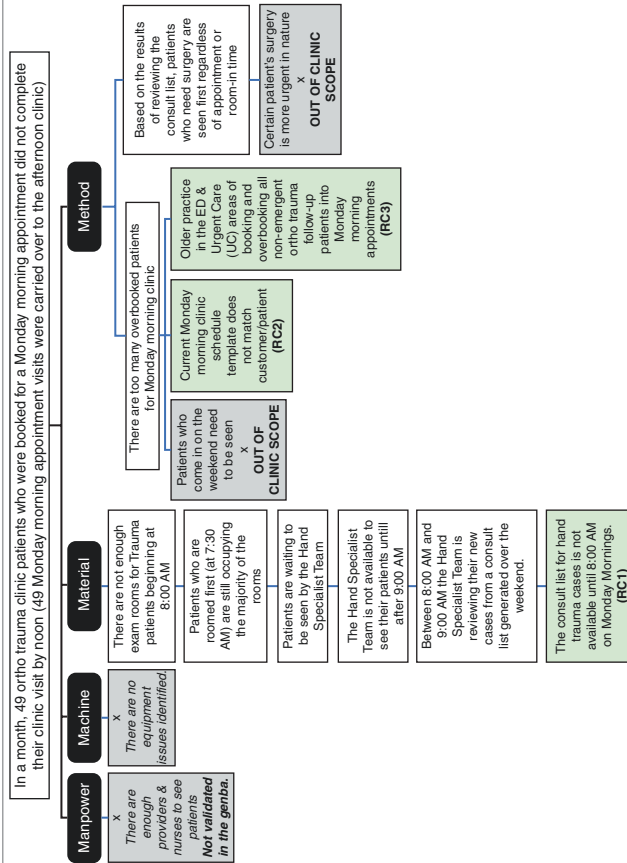 In a month, 49 ortho trauma clinic patients who were booked for a Monday morning appointment did not complete
their clinic visit by noon (49 Monday morning appointment visits were carried over to the afternoon clinic)
Manpower
x
There are
enough
providers &
nurses to see
patients
Not validated
in the genba.
Machine
x
There are no
equipment
issues identified.
Material
There are not enough
exam rooms for Trauma
patients beginning at
8:00 AM
Patients who are
roomed first (at 7:30
AM) are still occupying
the majority of the
rooms
Patients are waiting to
be seen by the Hand
Specialist Team
The Hand Specialist
Team is not available to
see their patients untill
after 9:00 AM
Between 8:00 AM and
9:00 AM the Hand
Specialist Team is
reviewing their new
cases from a consult
list generated over the
weekend.
The consult list for hand
trauma cases is not
available until 8:00 AM
on Monday Mornings.
(RC1)
Method
There are too many overbooked patients
for Monday morning clinic
Patients who
come in on the
weekend need
to be seen
x
OUT OF
CLINIC SCOPE
Current Monday
morning clinic
schedule
template does
not match
customer/patient
(RC2)
Older practice
in the ED &
Urgent Care
(UC) areas of
booking and
overbooking all
non-emergent
ortho trauma
follow-up
patients into
Monday
morning
appointments
(RC3)
Based on the results
of reviewing the
consult list, patients
who need surgery are
seen first regardless
of appointment or
room-in time
Certain patient's surgery
is more urgent in nature
x
OUT OF CLINIC
SCOPE